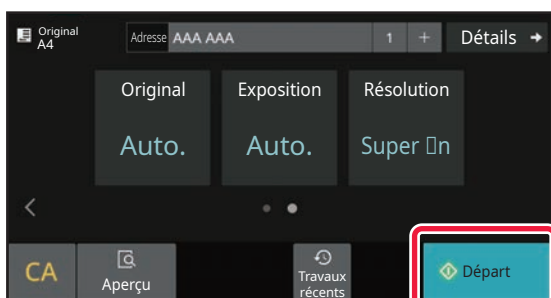 Original
A4
Adresse AAA AAA 1 + Détails
Original Exposition Résolution
Auto. Auto. Super ▯n
CA
Aperçu
Travaux
récents
Départ